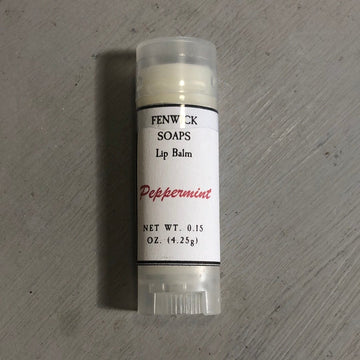 FENWICK
SOAPS
Lip Balm
Peppermint
NET WT. 0.15
OZ. (4.25g)